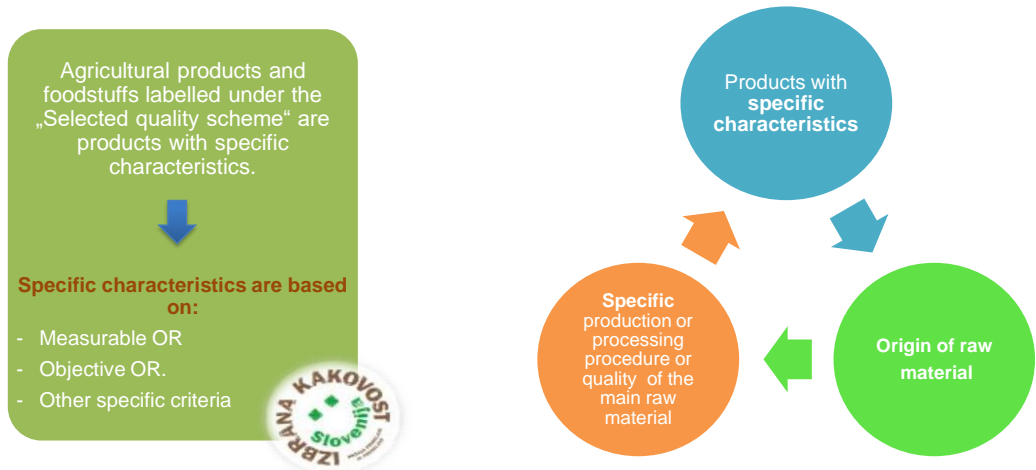 Agricultural products and
foodstuffs labelled under the
„Selected quality scheme“ are
products with specific
characteristics.
Specific characteristics are based
on:
- Measurable OR
- Objective OR.
- Other specific criteria
IZBRANA KAKOVOST
Slovenija
Products with
specific
characteristics
Specific
production or
processing
procedure or
quality of the
main raw
material
Origin of raw
material